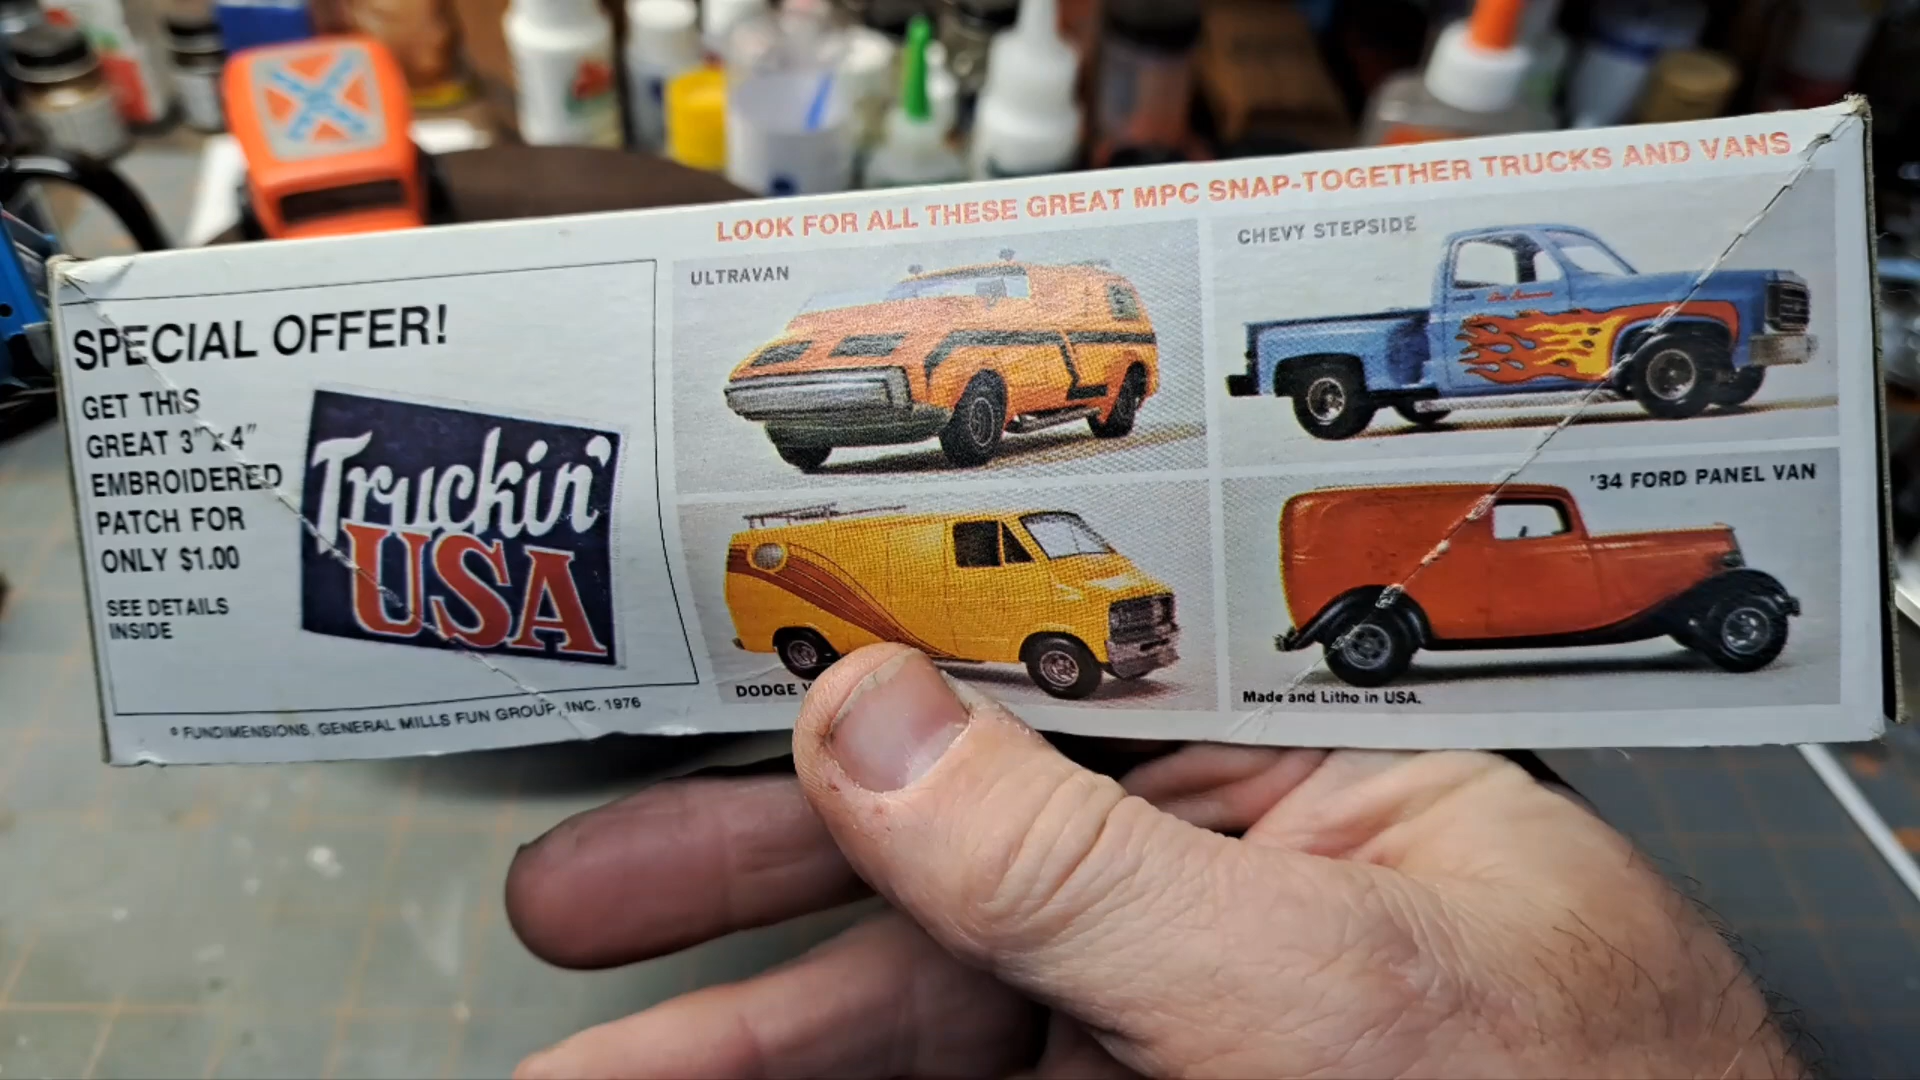 LOOK FOR ALL THESE GREAT MPC SNAP-TOGETHER TRUCKS AND VANS
SPECIAL OFFER!
GET THIS
GREAT 3" x 4"
EMBROIDERED
PATCH FOR
ONLY $1.00
SEE DETAILS
INSIDE
Truckin'
USA
© FUNDIMENSIONS, GENERAL MILLS FUN GROUP, INC. 1976
ULTRAVAN
CHEVY STEPSIDE
DODGE
'34 FORD PANEL VAN
Made and Litho in USA.